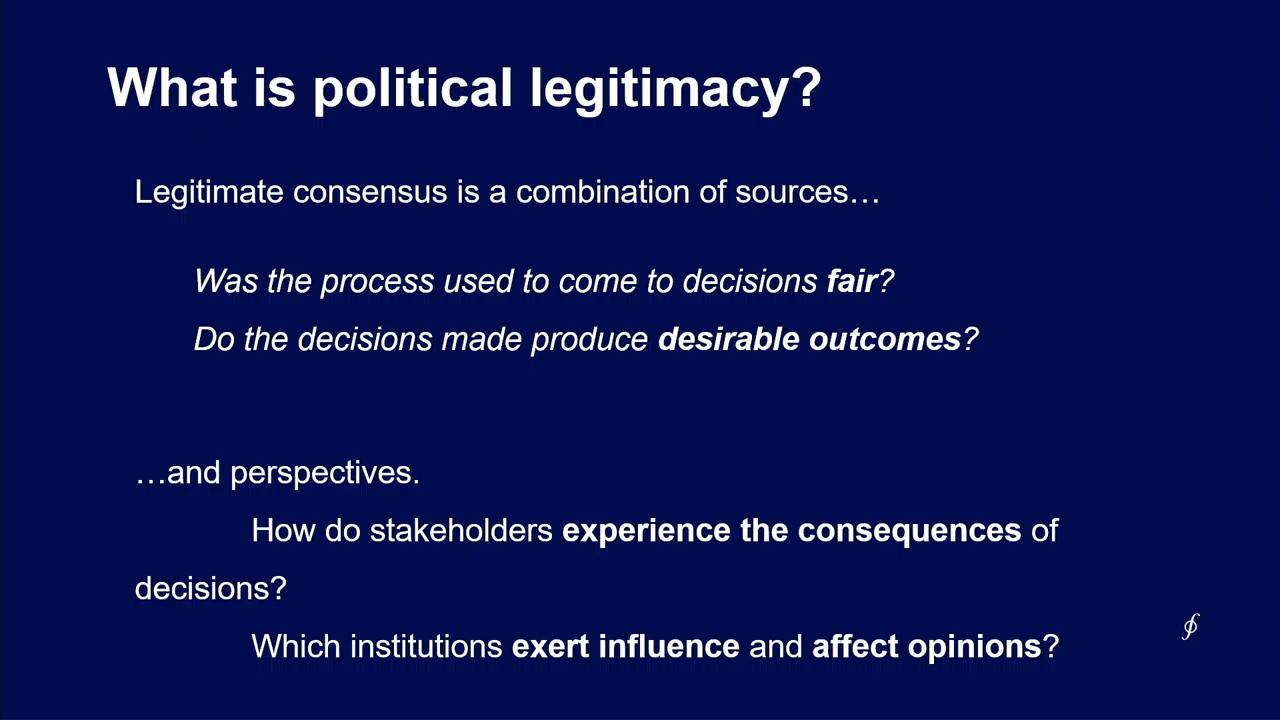 What is political legitimacy?
Legitimate consensus is a combination of sources…
Was the process used to come to decisions fair?
Do the decisions made produce desirable outcomes?
…and perspectives.
How do stakeholders experience the consequences of
decisions?
Which institutions exert influence and affect opinions?
∮